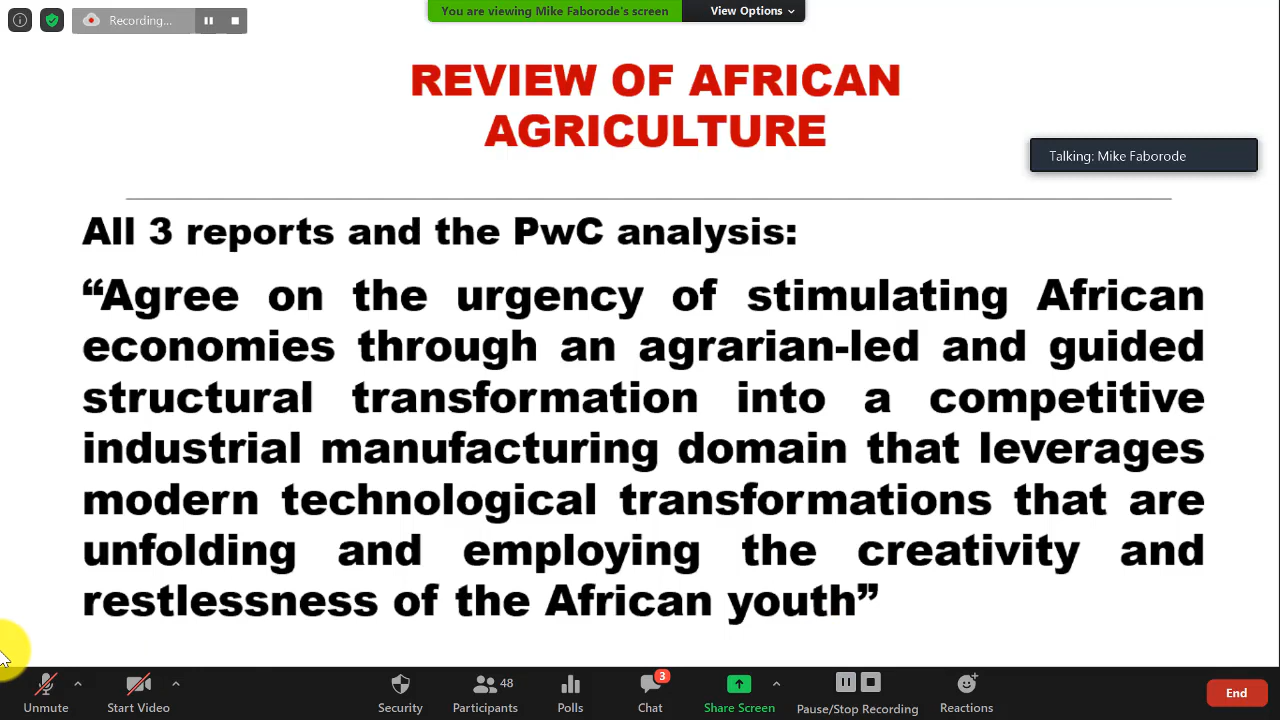 Recording...
You are viewing Mike Faborode's screen
View Options
REVIEW OF AFRICAN
AGRICULTURE
Talking: Mike Faborode
All 3 reports and the PwC analysis:
“Agree on the urgency of stimulating African
economies through an agrarian-led and guided
structural transformation into a competitive
industrial manufacturing domain that leverages
modern technological transformations that are
unfolding and employing the creativity and
restlessness of the African youth”
Unmute
Start Video
Security
48
Participants
Polls
3
Chat
Share Screen
Pause/Stop Recording
Reactions
End